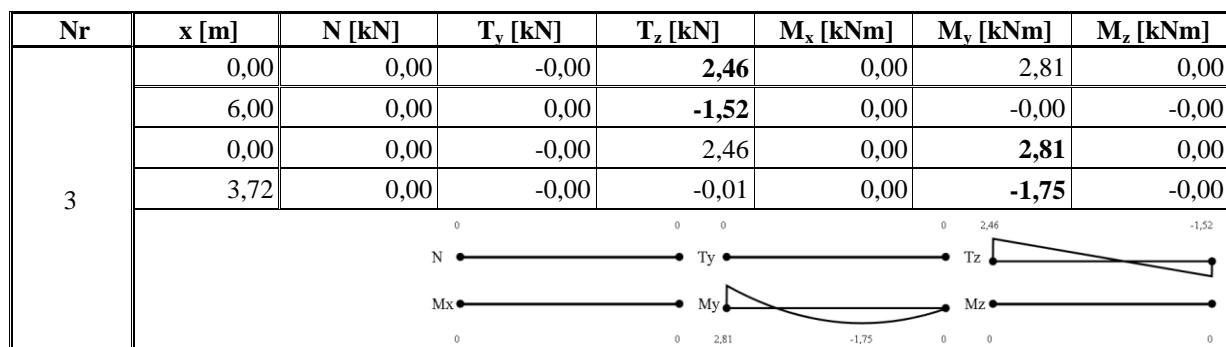 Nr x [m] N [kN] Ty [kN] Tz [kN] Mx [kNm] My [kNm] Mz [kNm]
0,00 0,00 -0,00 2,46 0,00 2,81 0,00
6,00 0,00 0,00 -1,52 0,00 -0,00 -0,00
0,00 0,00 -0,00 2,46 0,00 2,81 0,00
3 3,72 0,00 -0,00 -0,01 0,00 -1,75 -0,00
0 0 0 0 2,46 -1,52
N Ty Tz
Mx My Mz
0 0 2,81 -1,75 0 0 0